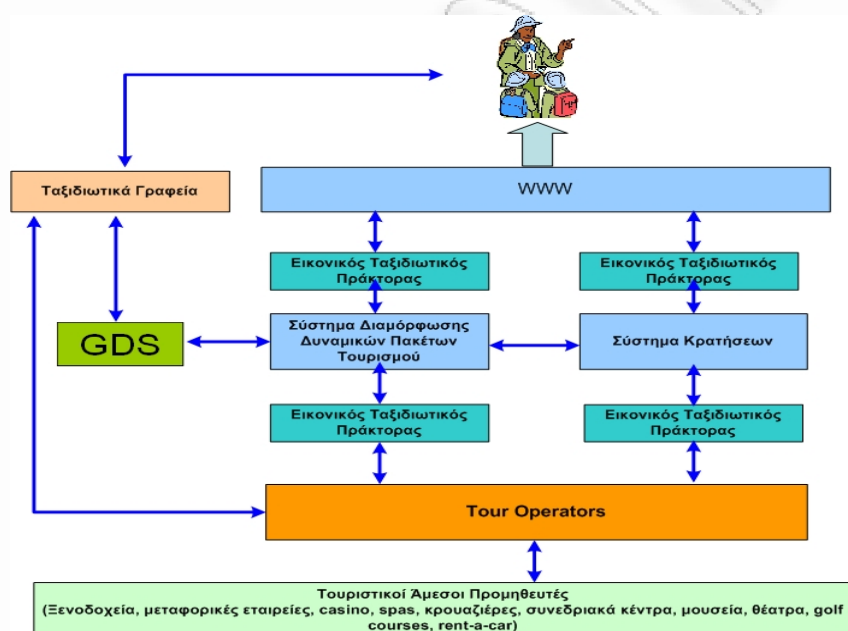 Ταξιδιωτικά Γραφεία
WWW
Εικονικός Ταξιδιωτικός
Πράκτορας
Εικονικός Ταξιδιωτικός
Πράκτορας
GDS
Σύστημα Διαμόρφωσης
Δυναμικών Πακέτων
Τουρισμού
Σύστημα Κρατήσεων
Εικονικός Ταξιδιωτικός
Πράκτορας
Εικονικός Ταξιδιωτικός
Πράκτορας
Tour Operators
Τουριστικοί Άμεσοι Προμηθευτές
(Ξενοδοχεία, μεταφορικές εταιρείες, casino, spas, κρουαζιέρες, συνεδριακά κέντρα, μουσεία, θέατρα, golf
courses, rent-a-car)